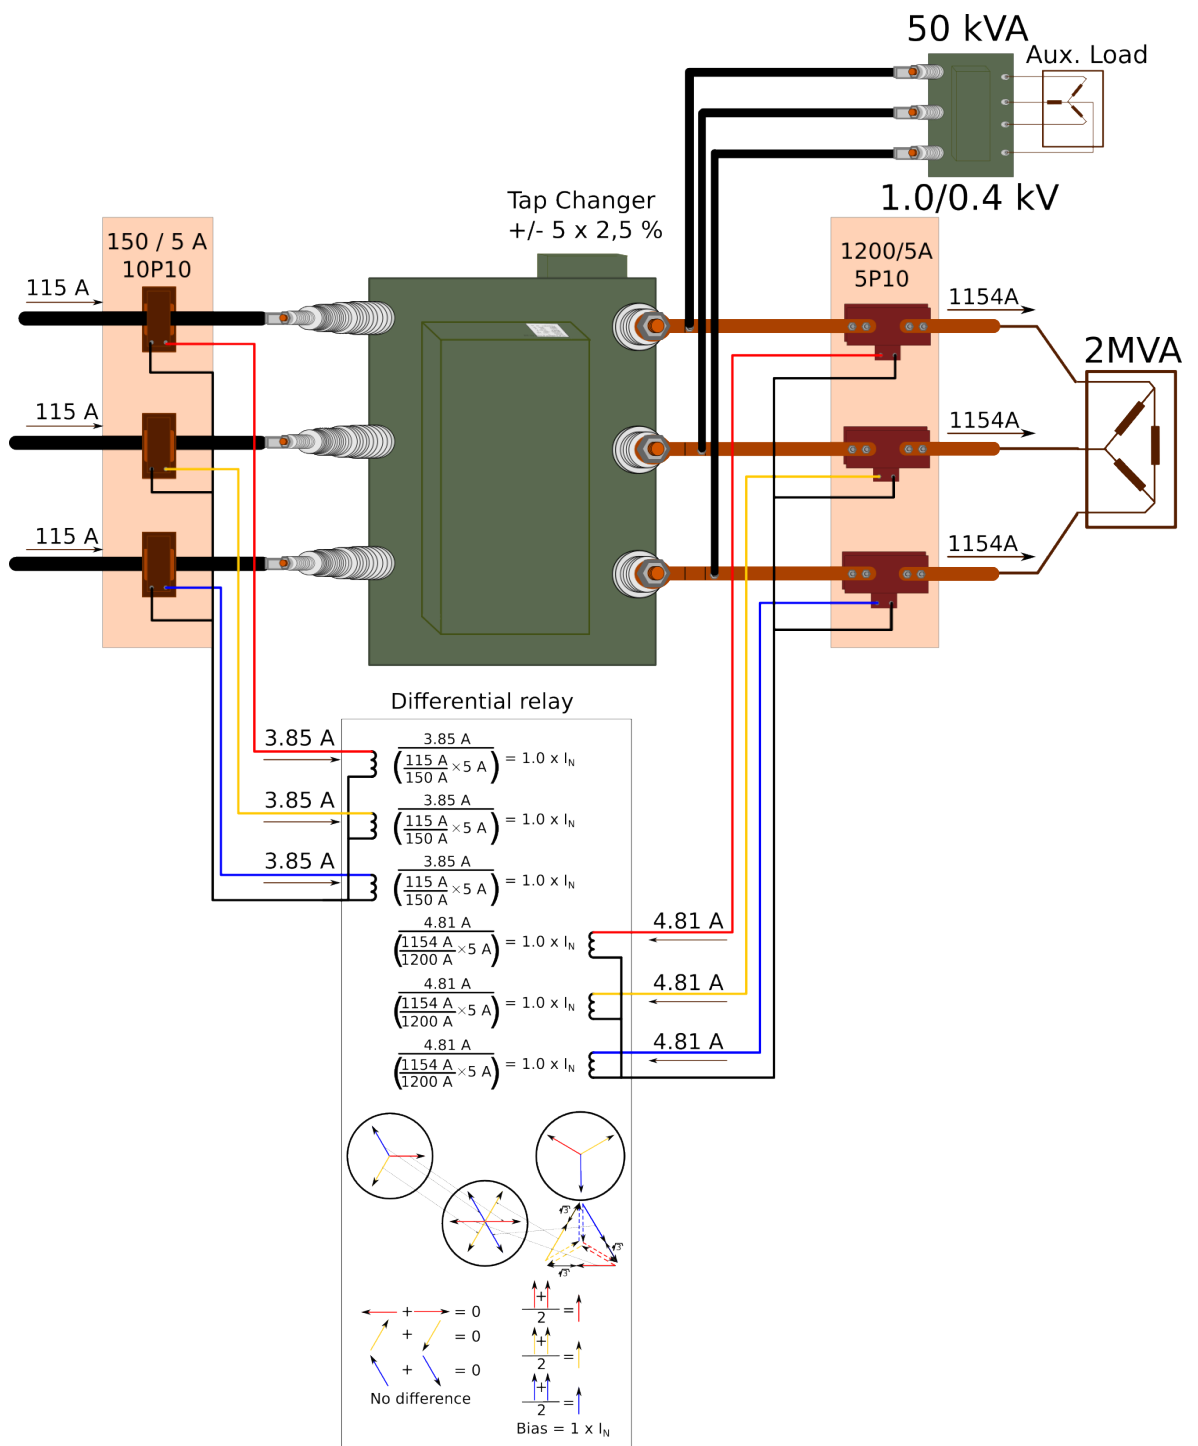 50 kVA
Aux. Load
1.0/0.4 kV
Tap Changer
+/- 5 x 2,5 %
150 / 5 A
10P10
1200/5A
5P10
115 A
115 A
115 A
1154A
1154A
1154A
2MVA
Differential relay
3.85 A
3.85 A
(115 A
150 A ×5 A) = 1.0 x IN
3.85 A
3.85 A
(115 A
150 A ×5 A) = 1.0 x IN
3.85 A
3.85 A
(115 A
150 A ×5 A) = 1.0 x IN
4.81 A
4.81 A
(1154 A
1200 A ×5 A) = 1.0 x IN
4.81 A
4.81 A
(1154 A
1200 A ×5 A) = 1.0 x IN
4.81 A
4.81 A
(1154 A
1200 A ×5 A) = 1.0 x IN
√3
√3
√3
+ = 0
+ = 0
+ = 0
No difference
+
2 =
+
2 =
+
2 =
Bias = 1 x IN